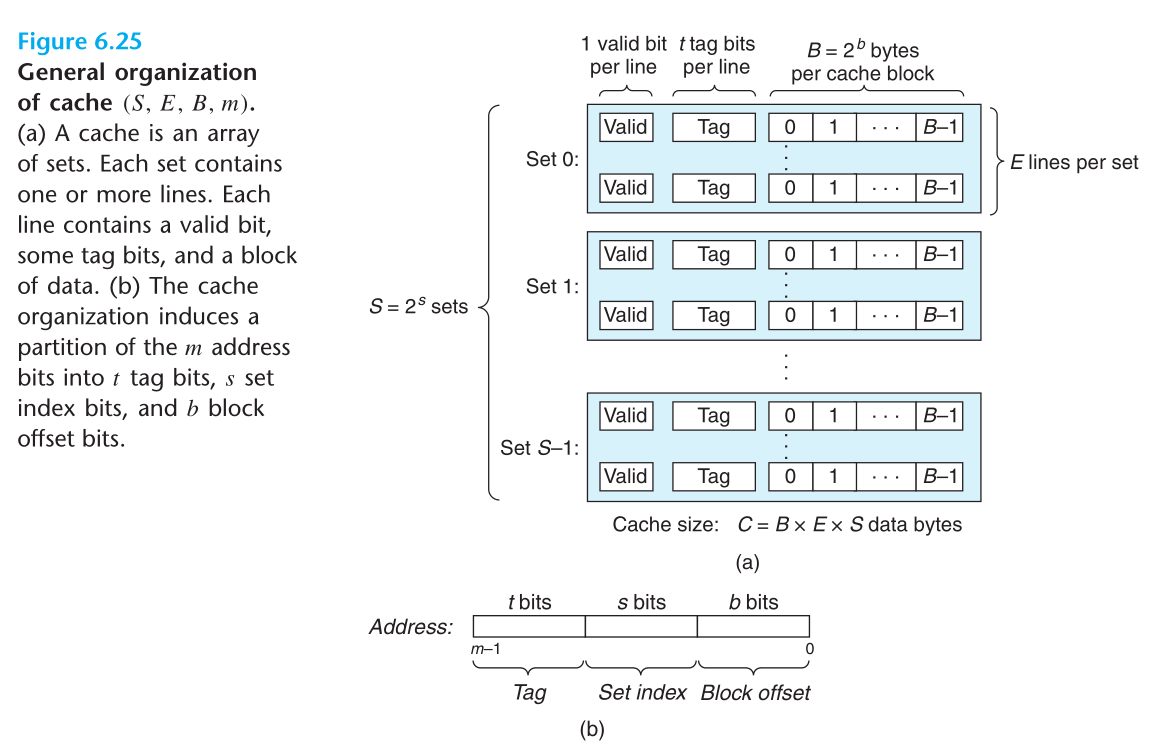 Figure 6.25
General organization
of cache (S, E, B, m).
(a) A cache is an array
of sets. Each set contains
one or more lines. Each
line contains a valid bit,
some tag bits, and a block
of data. (b) The cache
organization induces a
partition of the m address
bits into t tag bits, s set
index bits, and b block
offset bits.
1 valid bit
per line
t tag bits
per line
B = 2^b bytes
per cache block
S = 2^s sets
Set 0:
Valid Tag 0 1 · · · B–1
Valid Tag 0 1 · · · B–1
E lines per set
Set 1:
Valid Tag 0 1 · · · B–1
Valid Tag 0 1 · · · B–1
Set S–1:
Valid Tag 0 1 · · · B–1
Valid Tag 0 1 · · · B–1
Cache size: C = B × E × S data bytes
(a)
t bits s bits b bits
Address:
m–1 0
Tag Set index Block offset
(b)